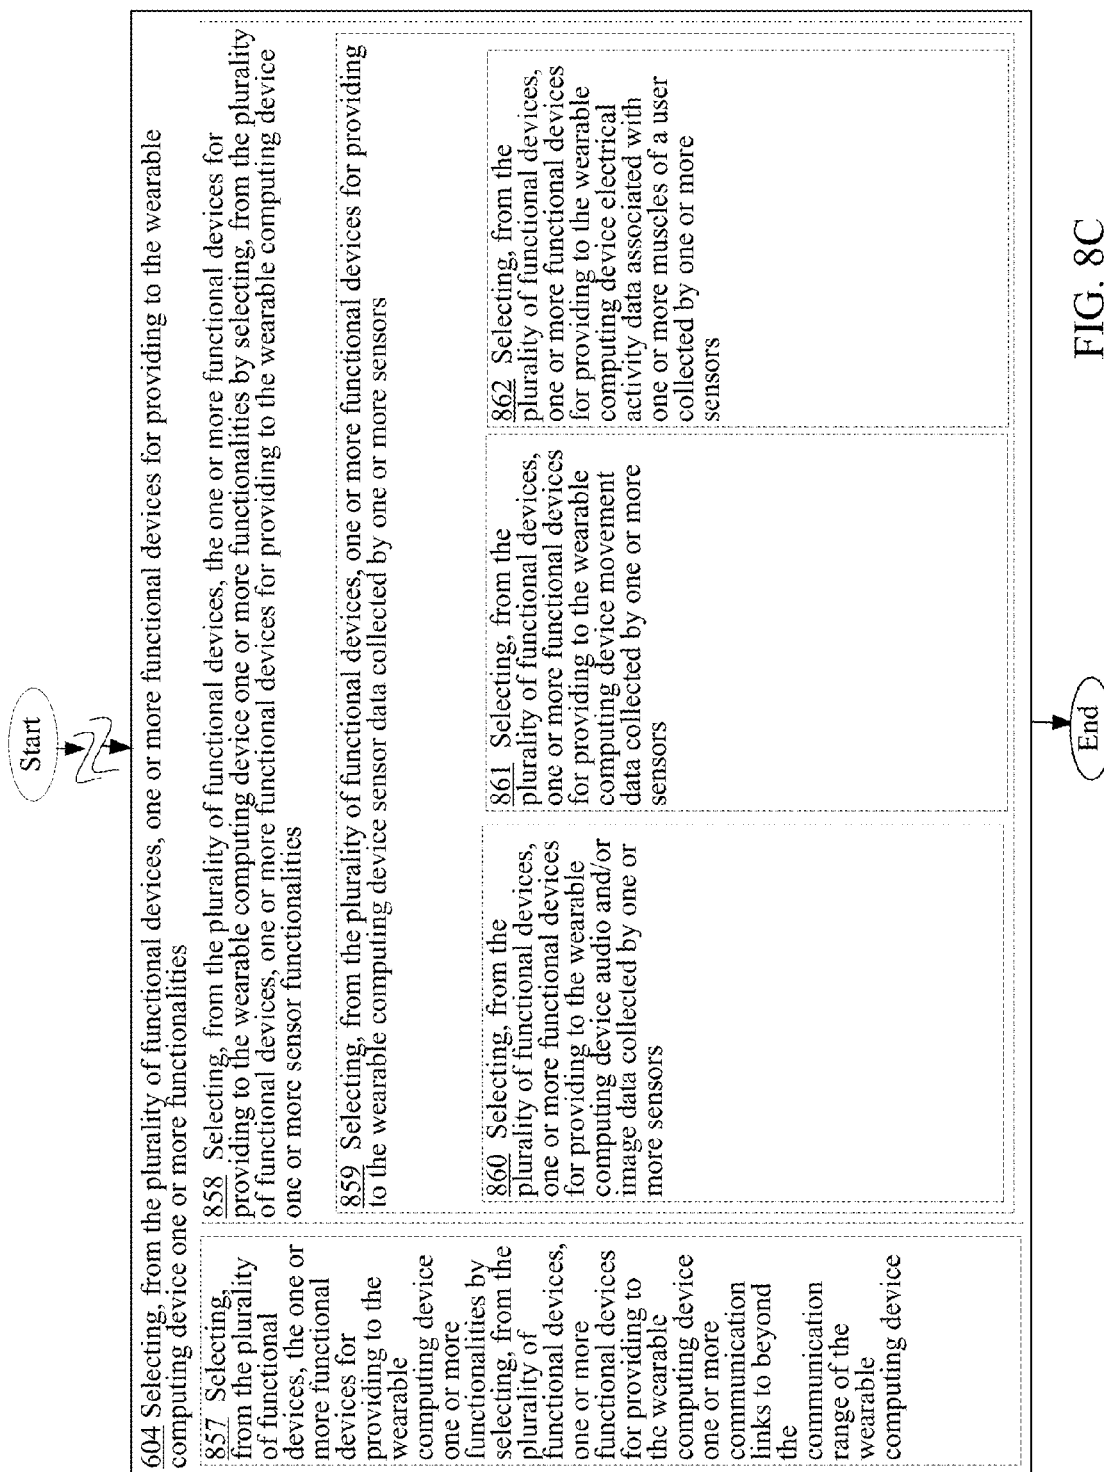 Start
604 Selecting, from the plurality of functional devices, one or more functional devices for providing to the wearable
computing device one or more functionalities
857 Selecting,
from the plurality
of functional
devices, the one or
more functional
devices for
providing to the
wearable
computing device
one or more
functionalities by
selecting, from the
plurality of
functional devices,
one or more
functional devices
for providing to
the wearable
computing device
one or more
communication
links to beyond
the
communication
range of the
wearable
computing device
858 Selecting, from the plurality of functional devices, the one or more functional devices for
providing to the wearable computing device one or more functionalities by selecting, from the plurality
of functional devices, one or more functional devices for providing to the wearable computing device
one or more sensor functionalities
859 Selecting, from the plurality of functional devices, one or more functional devices for providing
to the wearable computing device sensor data collected by one or more sensors
860 Selecting, from the
plurality of functional devices,
one or more functional devices
for providing to the wearable
computing device audio and/or
image data collected by one or
more sensors
861 Selecting, from the
plurality of functional devices,
one or more functional devices
for providing to the wearable
computing device movement
data collected by one or more
sensors
862 Selecting, from the
plurality of functional devices,
one or more functional devices
for providing to the wearable
computing device electrical
activity data associated with
one or more muscles of a user
collected by one or more
sensors
End
FIG. 8C